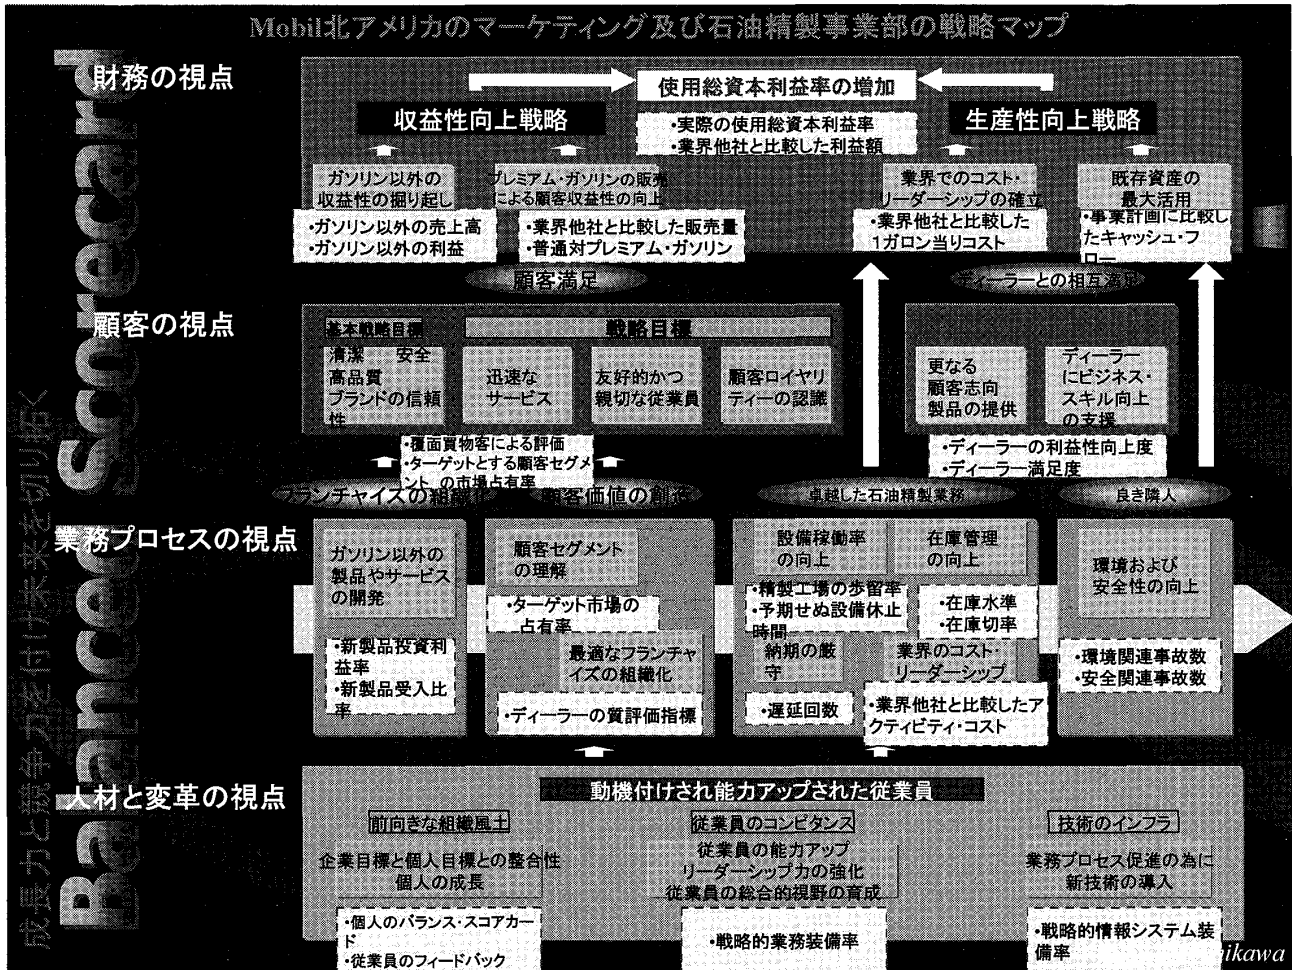 Mobil北アメリカのマーケティング及び石油精製事業部の戦略マップ
Balanced Scorecard
成長力と競争力を付け未来を切り拓く
財務の視点
使用総資本利益率の増加
・実際の使用総資本利益率
・業界他社と比較した利益額
収益性向上戦略
生産性向上戦略
ガソリン以外の
収益性の掘り起し
・ガソリン以外の売上高
・ガソリン以外の利益
プレミアム・ガソリンの販売
による顧客収益性の向上
・業界他社と比較した販売量
・普通対プレミアム・ガソリン
業界でのコスト・
リーダーシップの確立
・業界他社と比較した
1ガロン当りコスト
既存資産の
最大活用
・事業計画に比較し
たキャッシュ・フ
ロー
顧客満足
ディーラーとの相互満足
顧客の視点
基本戦略目標
清潔 安全
高品質
ブランドの信頼
性
戦略目標
迅速な
サービス
友好的かつ
親切な従業員
顧客ロイヤリ
ティーの認識
更なる
顧客志向
製品の提供
ディーラー
にビジネス・
スキル向上
の支援
・覆面買物客による評価
・ターゲットとする顧客セグメ
ント の市場占有率
・ディーラーの利益性向上度
・ディーラー満足度
フランチャイズの組織化
顧客価値の創造
卓越した石油精製業務
良き隣人
業務プロセスの視点
ガソリン以外の
製品やサービス
の開発
・新製品投資利
益率
・新製品受入比
率
顧客セグメント
の理解
・ターゲット市場の
占有率
最適なフランチャ
イズの組織化
・ディーラーの質評価指標
設備稼働率
の向上
・精製工場の歩留率
・予期せぬ設備休止
時間
納期の厳
守
・遅延回数
在庫管理
の向上
・在庫水準
・在庫切率
業界のコスト・
リーダーシップ
・業界他社と比較したア
クティビティ・コスト
環境および
安全性の向上
・環境関連事故数
・安全関連事故数
人材と変革の視点
動機付けされ能力アップされた従業員
前向きな組織風土
企業目標と個人目標との整合性
個人の成長
・個人のバランス・スコアカー
ド
・従業員のフィードバック
従業員のコンピタンス
従業員の能力アップ
リーダーシップ力の強化
従業員の総合的視野の育成
・戦略的業務装備率
技術のインフラ
業務プロセス促進の為に
新技術の導入
・戦略的情報システム装
備率
ikawa